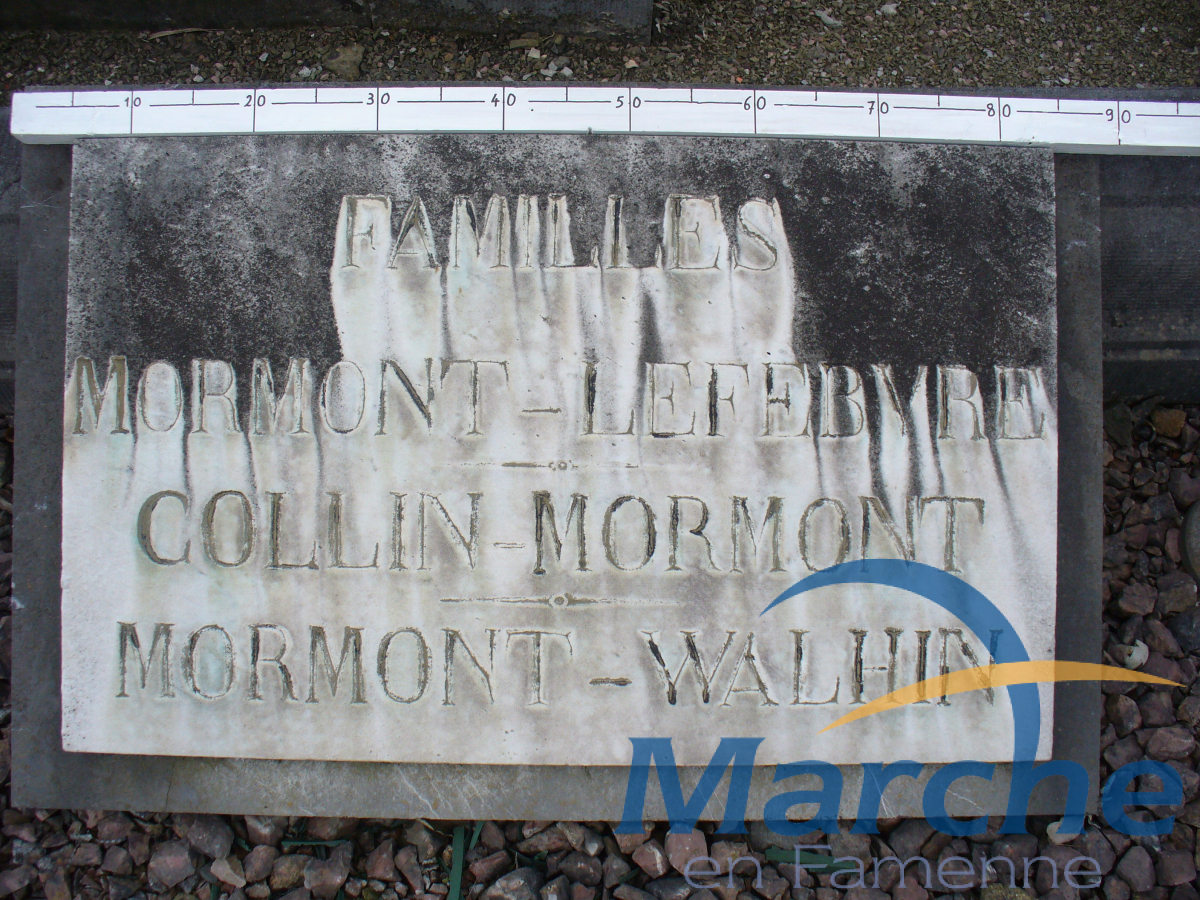 10 20 30 40 50 60 70 80 90
FAMILLES
MORMONT-LEFEBVRE
COLLIN-MORMONT
MORMONT-WALHIN
Marche
en Famenne